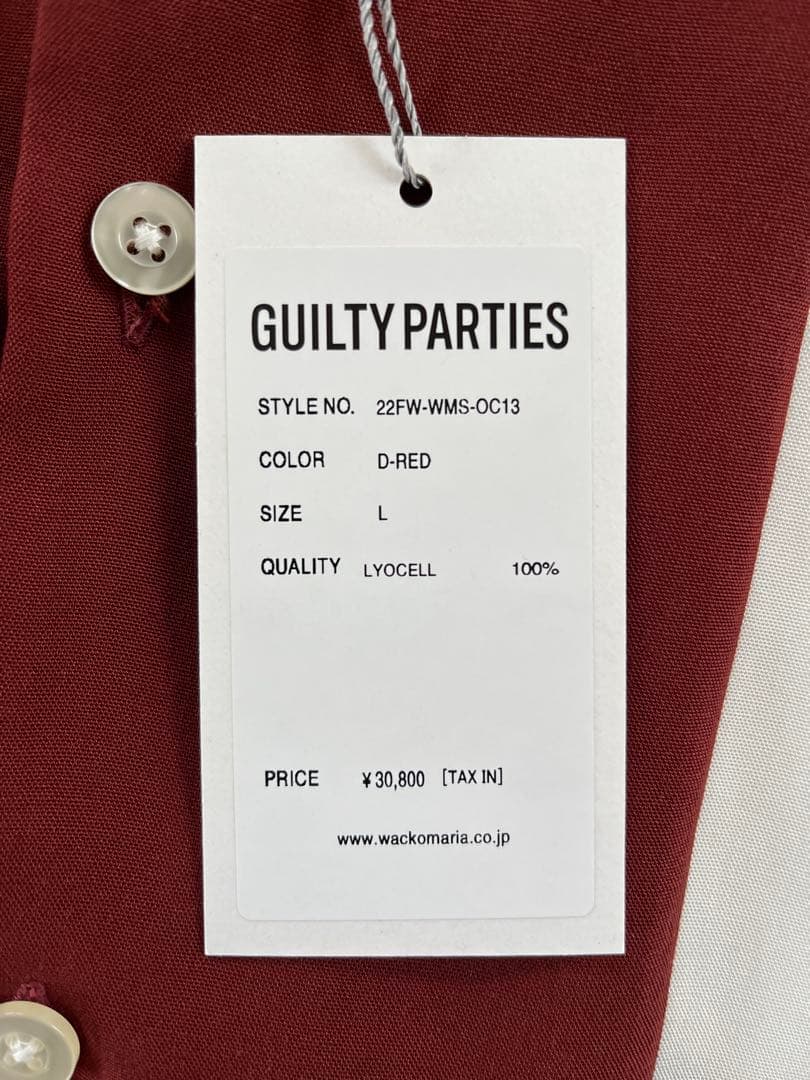 GUILTY PARTIES
STYLE NO. 22FW-WMS-OC13
COLOR D-RED
SIZE L
QUALITY LYOCELL 100%
PRICE ¥30,800 [TAX IN]
www.wackomaria.co.jp